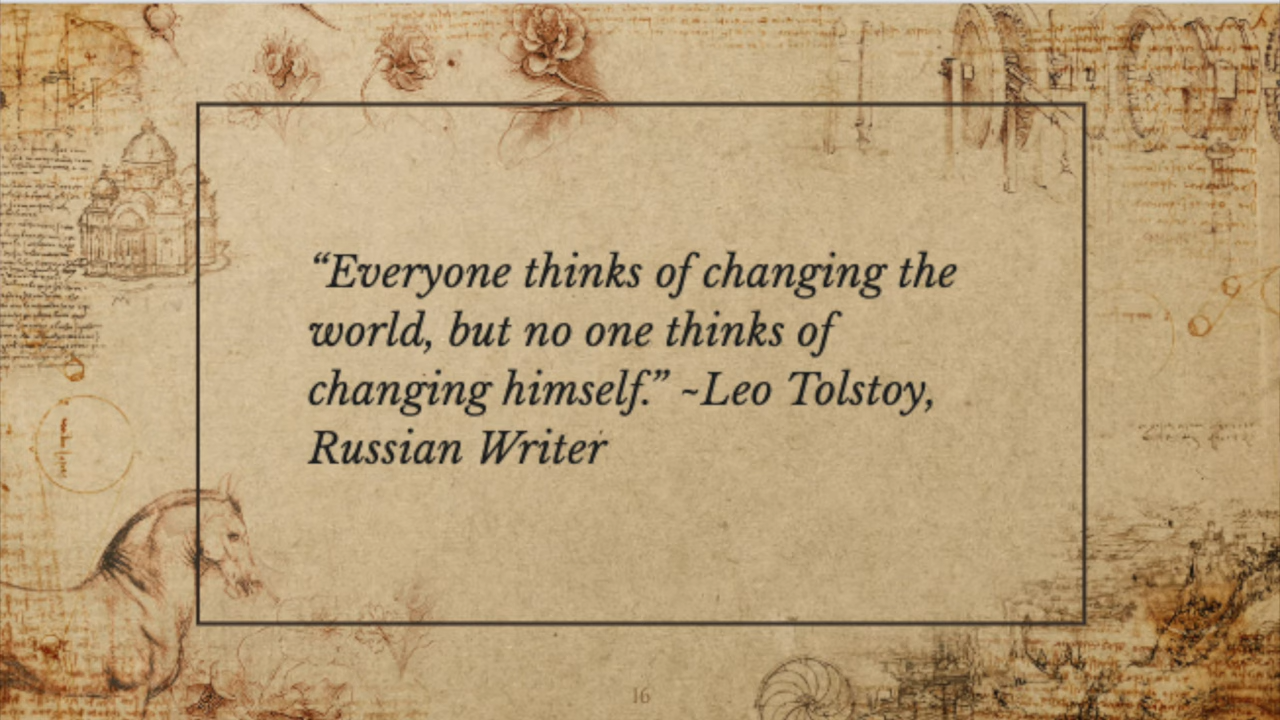 “Everyone thinks of changing the
world, but no one thinks of
changing himself.” ~Leo Tolstoy,
Russian Writer
16